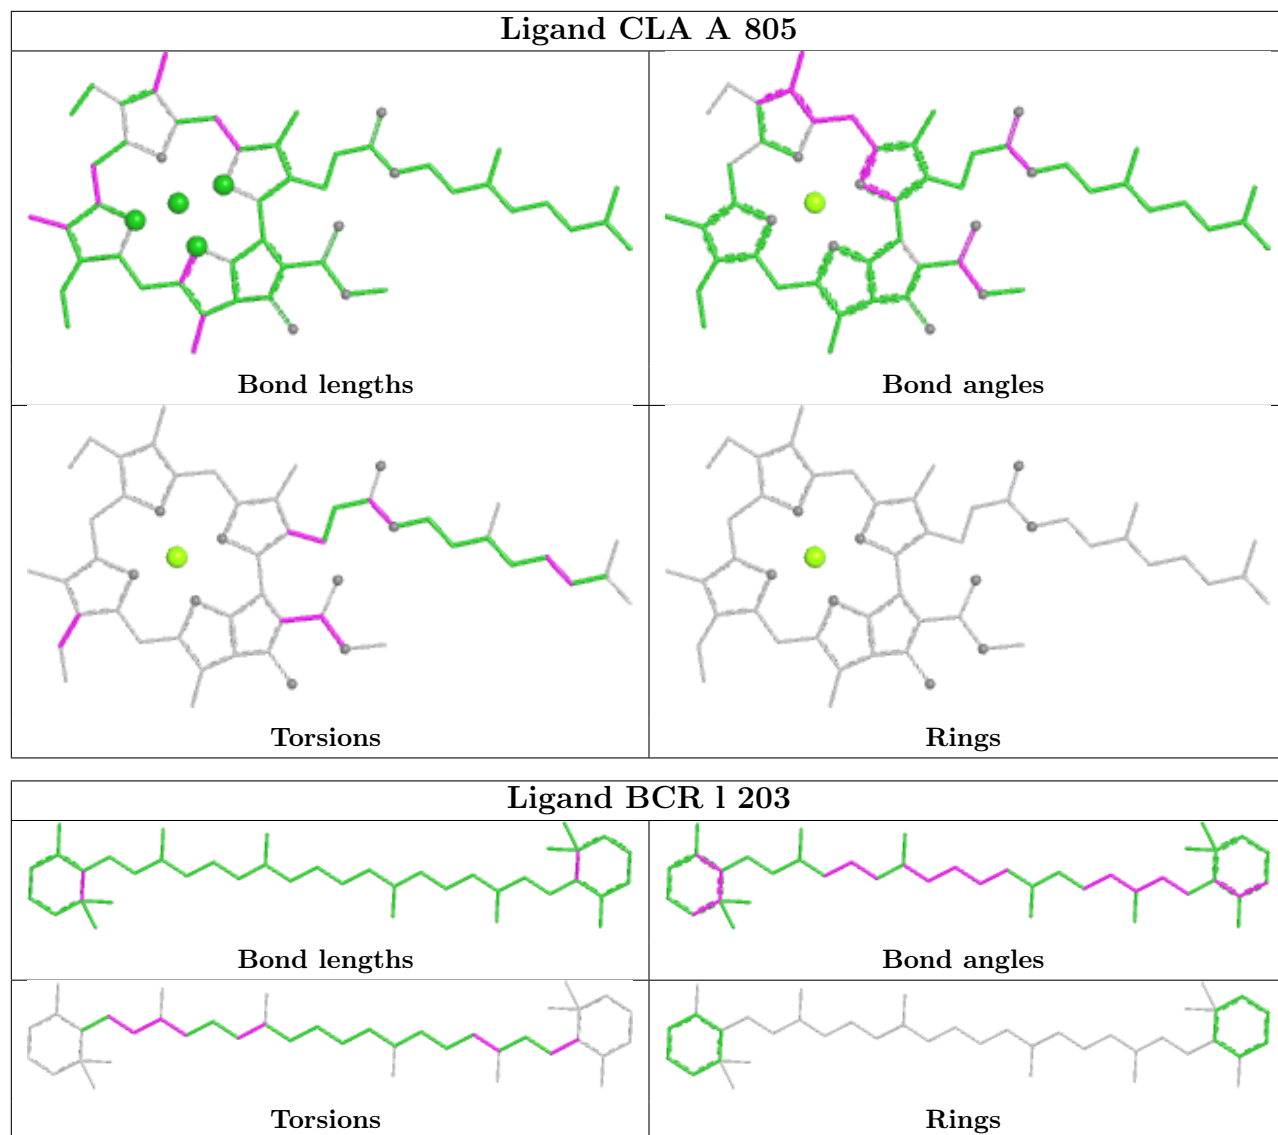 Ligand CLA A 805
Bond lengths
Bond angles
Torsions
Rings
Ligand BCR l 203
Bond lengths
Bond angles
Torsions
Rings